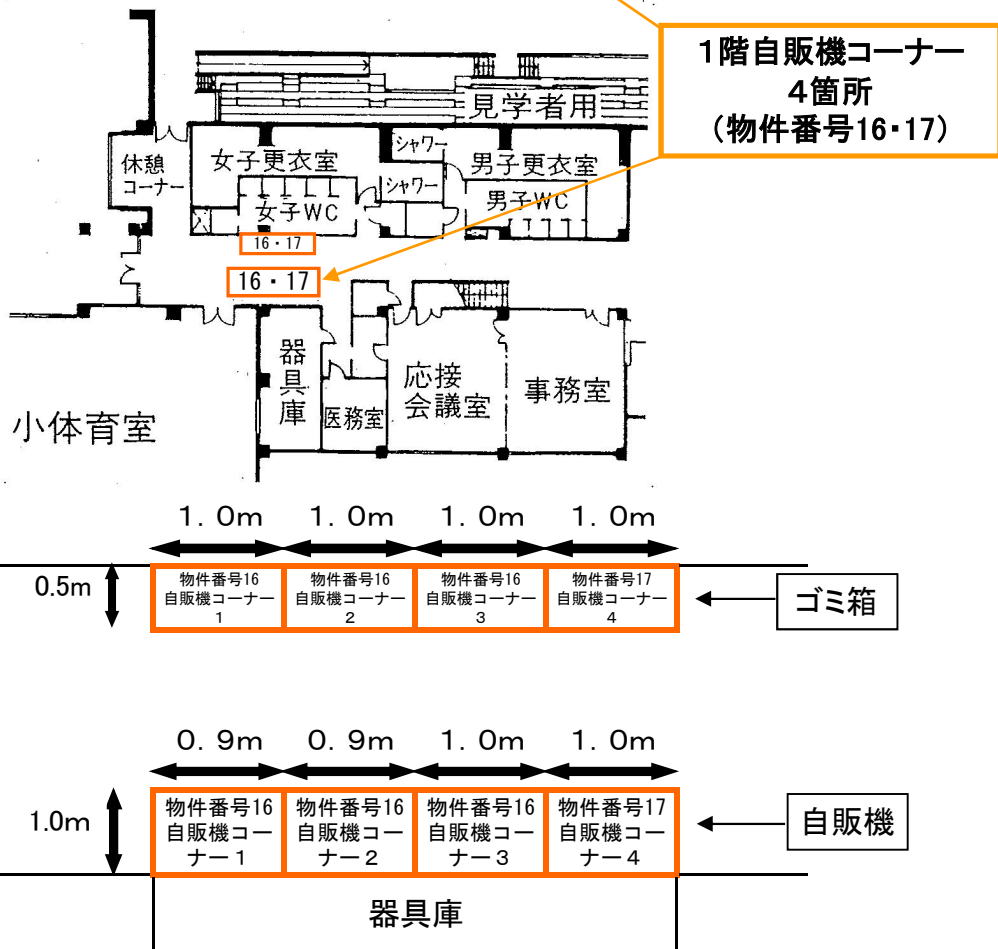 1階自販機コーナー
4箇所
（物件番号16・17）
見学者用
休憩
コーナー
女子更衣室
シャワー
男子更衣室
シャワー
女子WC
男子WC
16・17
16・17
器具庫
医務室
応接
会議室
事務室
小体育室
1.0m 1.0m 1.0m 1.0m
0.5m
物件番号16
自販機コーナー
1
物件番号16
自販機コーナー
2
物件番号16
自販機コーナー
3
物件番号17
自販機コーナー
4
ゴミ箱
0.9m 0.9m 1.0m 1.0m
1.0m
物件番号16
自販機コー
ナー1
物件番号16
自販機コー
ナー2
物件番号16
自販機コー
ナー3
物件番号17
自販機コー
ナー4
自販機
器具庫